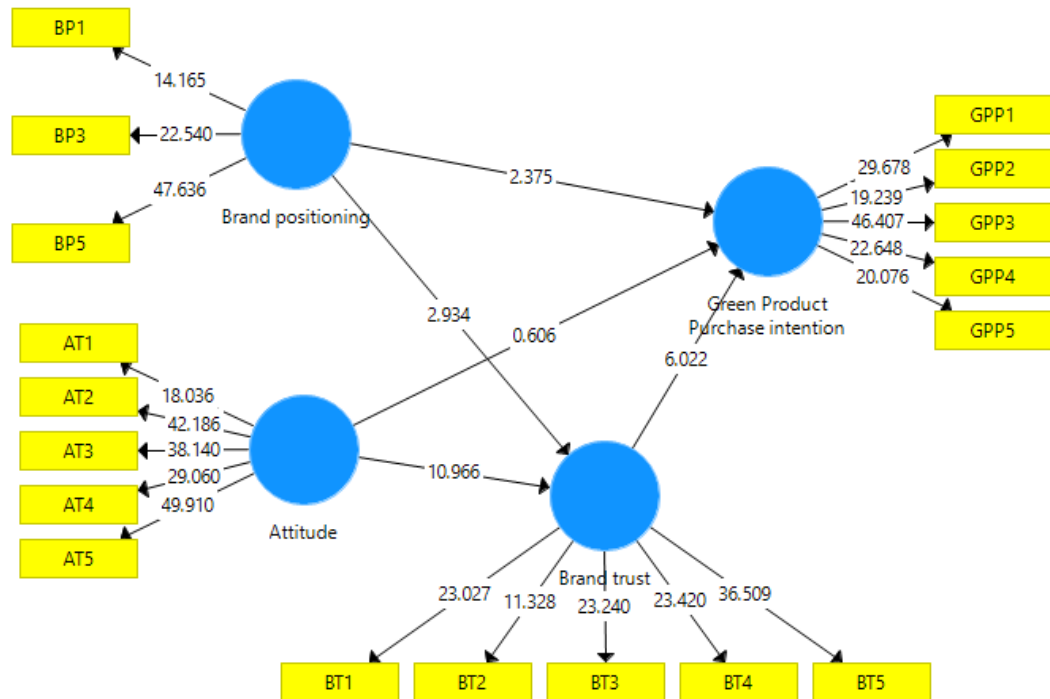 BP1
14.165
BP3
22.540
47.636
BP5
Brand positioning
2.375
2.934
GPP1
29.678
GPP2
19.239
GPP3
46.407
22.648
GPP4
20.076
GPP5
Green Product
Purchase intention
0.606
6.022
AT1
18.036
AT2
42.186
AT3
38.140
29.060
AT4
49.910
AT5
Attitude
10.966
Brand trust
23.027
11.328
23.240
23.420
36.509
BT1
BT2
BT3
BT4
BT5